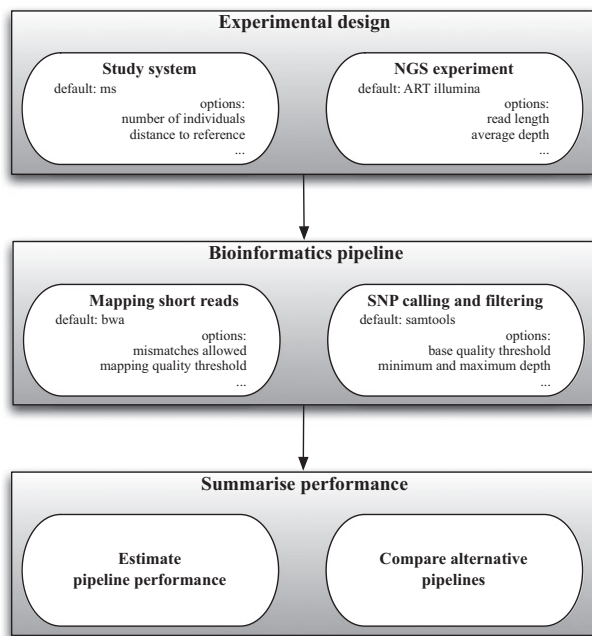 Experimental design
Study system
default: ms
options:
number of individuals
distance to reference
...
NGS experiment
default: ART illumina
options:
read length
average depth
...
Bioinformatics pipeline
Mapping short reads
default: bwa
options:
mismatches allowed
mapping quality threshold
...
SNP calling and filtering
default: samtools
options:
base quality threshold
minimum and maximum depth
...
Summarise performance
Estimate
pipeline performance
Compare alternative
pipelines